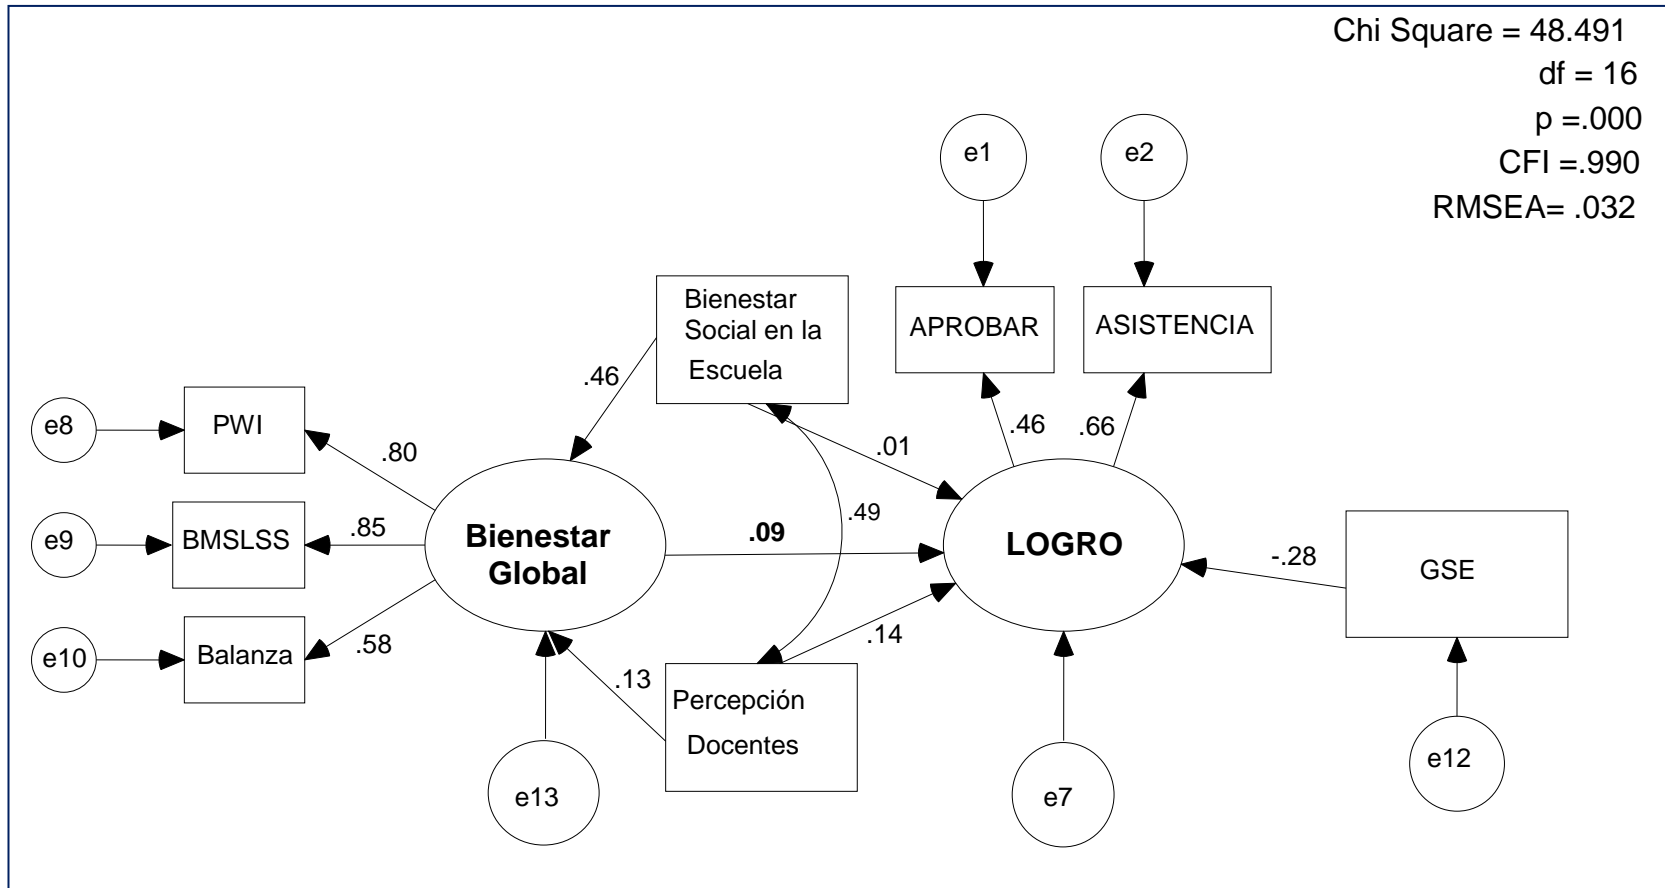 Chi Square = 48.491
df = 16
p =.000
CFI =.990
RMSEA= .032
e1
e2
Bienestar
Social en la
Escuela
APROBAR
ASISTENCIA
.46
.01
.46
.66
e8
PWI
.80
.49
e9
BMSLSS
.85
Bienestar
Global
.09
LOGRO
-.28
GSE
e10
Balanza
.58
.13
.14
Percepción
Docentes
e13
e7
e12